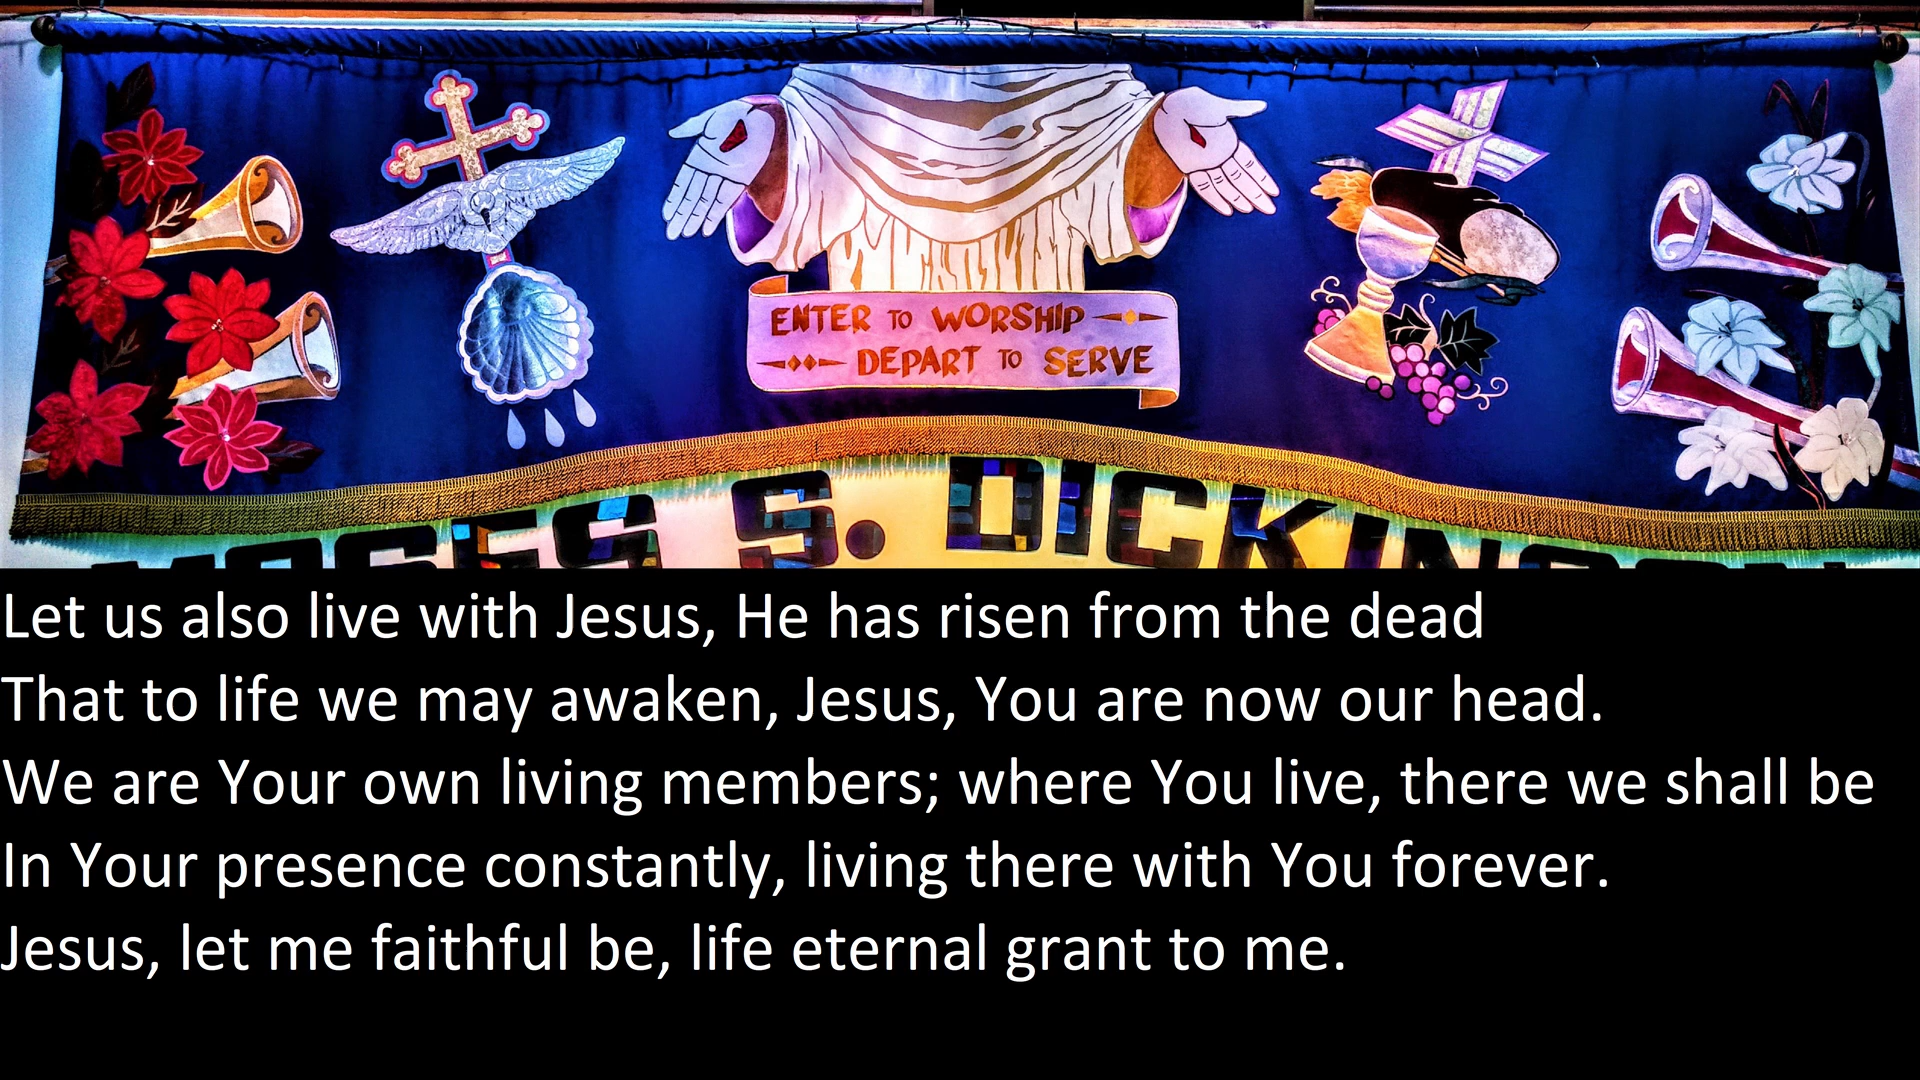 ENTER TO WORSHIP
DEPART TO SERVE
MOSES S. DICKINSON
Let us also live with Jesus, He has risen from the dead
That to life we may awaken, Jesus, You are now our head.
We are Your own living members; where You live, there we shall be
In Your presence constantly, living there with You forever.
Jesus, let me faithful be, life eternal grant to me.